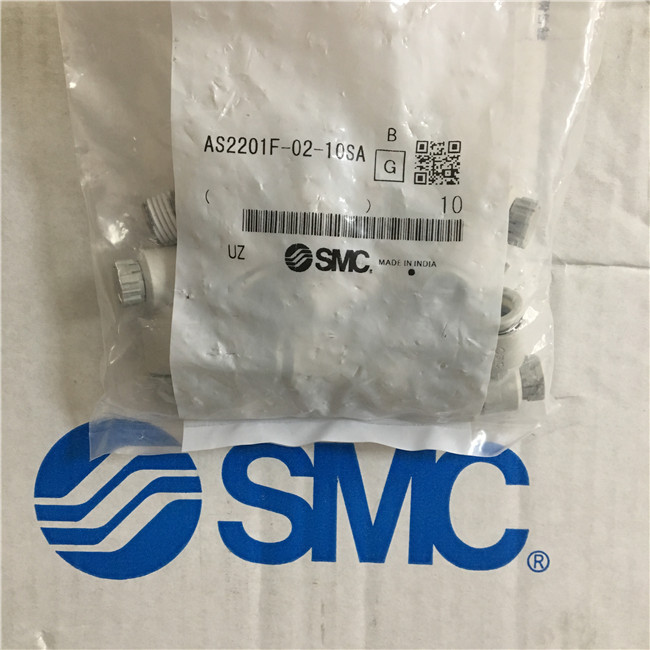 B
AS2201F-02-10SA G
( ) 10
UZ SMC. MADE IN INDIA
SMC®